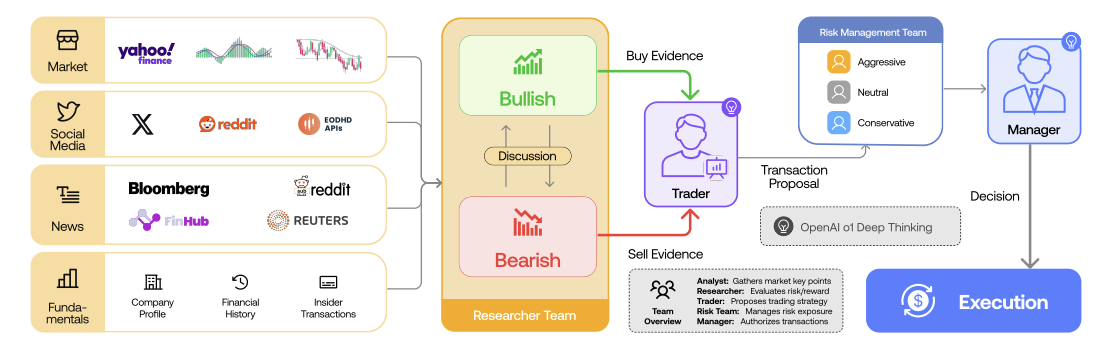 Market
yahoo!
finance
Social
Media
X
reddit
EODHD
APIs
News
Bloomberg
reddit
FinHub
REUTERS
Funda-
mentals
Company
Profile
Financial
History
Insider
Transactions
Bullish
Discussion
Bearish
Researcher Team
Buy Evidence
Sell Evidence
Trader
Transaction
Proposal
Risk Management Team
Aggressive
Neutral
Conservative
Manager
Decision
OpenAI o1 Deep Thinking
Team
Overview
Analyst: Gathers market key points
Researcher: Evaluates risk/reward
Trader: Proposes trading strategy
Risk Team: Manages risk exposure
Manager: Authorizes transactions
$
Execution